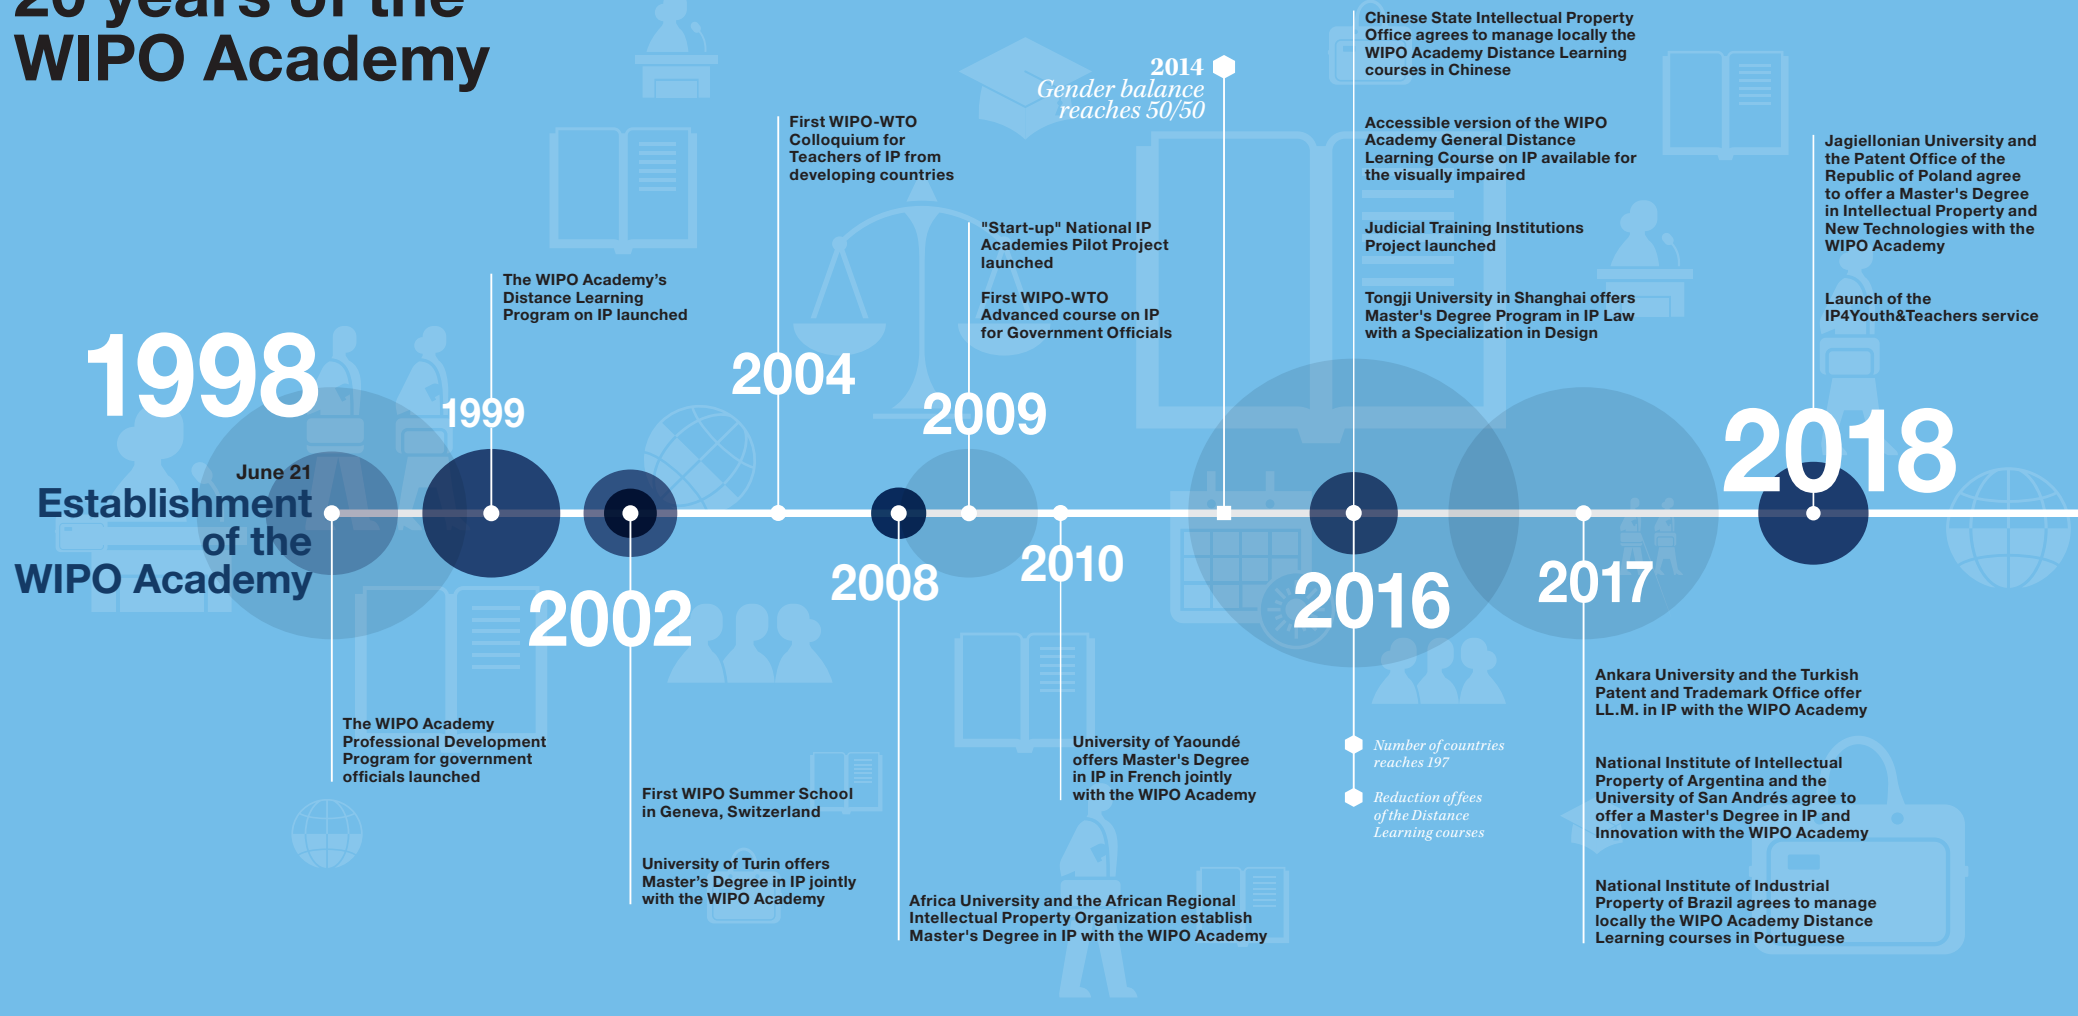 20 years of the
WIPO Academy
1998
June 21
Establishment
of the
WIPO Academy
The WIPO Academy
Professional Development
Program for government
officials launched
The WIPO Academy’s
Distance Learning
Program on IP launched
1999
2002
First WIPO Summer School
in Geneva, Switzerland
University of Turin offers
Master’s Degree in IP jointly
with the WIPO Academy
First WIPO-WTO
Colloquium for
Teachers of IP from
developing countries
2004
2008
Africa University and the African Regional
Intellectual Property Organization establish
Master's Degree in IP with the WIPO Academy
"Start-up" National IP
Academies Pilot Project
launched
First WIPO-WTO
Advanced course on IP
for Government Officials
2009
2010
University of Yaoundé
offers Master's Degree
in IP in French jointly
with the WIPO Academy
2014
Gender balance
reaches 50/50
Chinese State Intellectual Property
Office agrees to manage locally the
WIPO Academy Distance Learning
courses in Chinese
Accessible version of the WIPO
Academy General Distance
Learning Course on IP available for
the visually impaired
Judicial Training Institutions
Project launched
Tongji University in Shanghai offers
Master's Degree Program in IP Law
with a Specialization in Design
2016
Number of countries
reaches 197
Reduction of fees
of the Distance
Learning courses
2017
Ankara University and the Turkish
Patent and Trademark Office offer
LL.M. in IP with the WIPO Academy
National Institute of Intellectual
Property of Argentina and the
University of San Andrés agree to
offer a Master's Degree in IP and
Innovation with the WIPO Academy
National Institute of Industrial
Property of Brazil agrees to manage
locally the WIPO Academy Distance
Learning courses in Portuguese
Jagiellonian University and
the Patent Office of the
Republic of Poland agree
to offer a Master's Degree
in Intellectual Property and
New Technologies with the
WIPO Academy
Launch of the
IP4Youth&Teachers service
2018